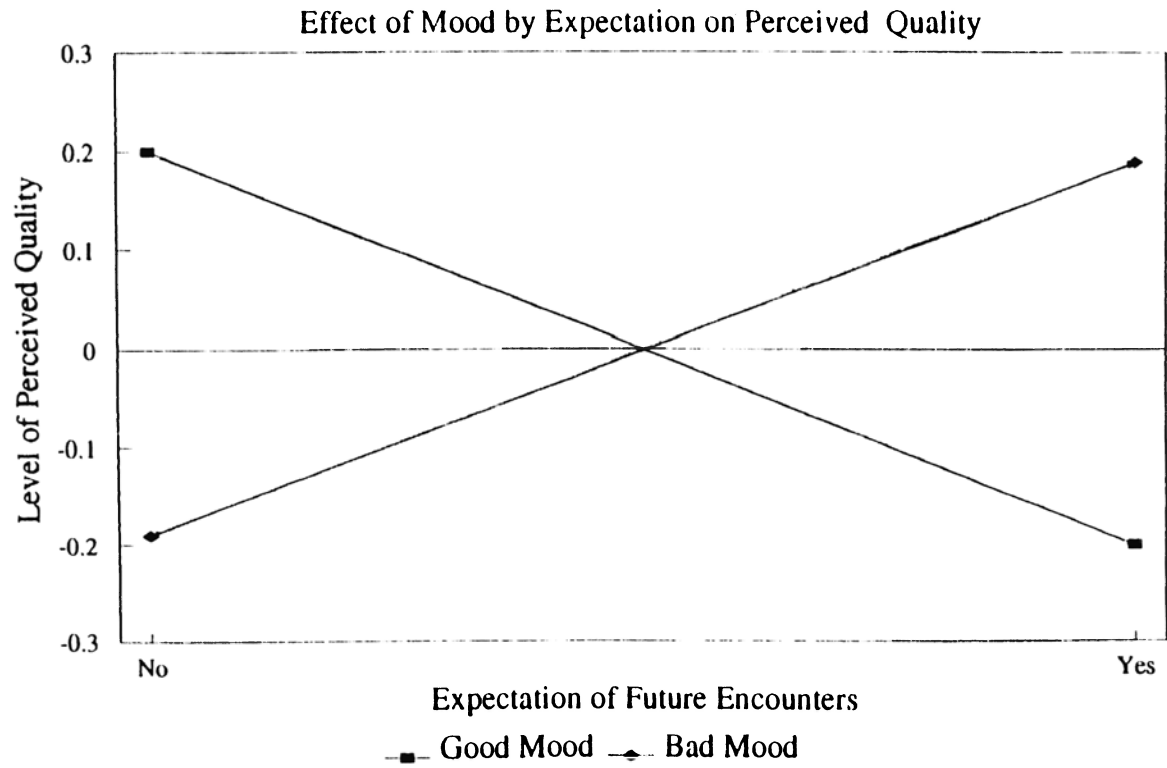 Effect of Mood by Expectation on Perceived Quality
0.3
0.2
0.1
0
-0.1
-0.2
-0.3
Level of Perceived Quality
No
Yes
Expectation of Future Encounters
Good Mood
Bad Mood